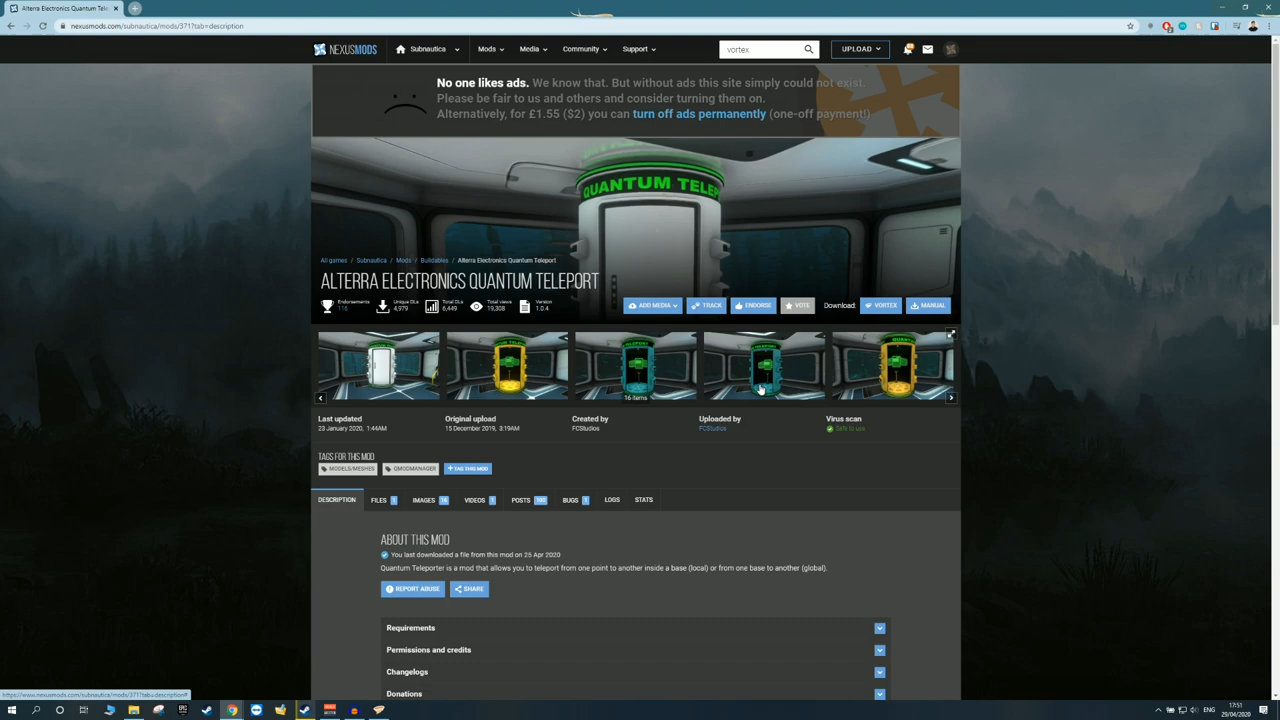 Alterra Electronics Quantum Tele
nexusmods.com/subnautica/mods/371?tab=description
NEXUSMODS
Subnautica
Mods
Media
Community
Support
vortex
UPLOAD
No one likes ads. We know that. But without ads this site simply could not exist.
Please be fair to us and others and consider turning them on.
Alternatively, for £1.55 ($2) you can turn off ads permanently (one-off payment!)
QUANTUM TELEP
All games / Subnautica / Mods / Buildables / Alterra Electronics Quantum Teleport
ALTERRA ELECTRONICS QUANTUM TELEPORT
Endorsements
116
Unique DLs
4,979
Total DLs
6,449
Total views
19,308
Version
1.0.4
ADD MEDIA
TRACK
ENDORSE
VOTE
Download:
VORTEX
MANUAL
16 items
Last updated
23 January 2020, 1:44AM
Original upload
15 December 2019, 3:19AM
Created by
FCStudios
Uploaded by
FCStudios
Virus scan
Safe to use
TAGS FOR THIS MOD
MODELS/MESHES
QMODMANAGER
+ TAG THIS MOD
DESCRIPTION
FILES 1
IMAGES 16
VIDEOS 1
POSTS
BUGS 1
LOGS
STATS
ABOUT THIS MOD
You last downloaded a file from this mod on 25 Apr 2020
Quantum Teleporter is a mod that allows you to teleport from one point to another inside a base (local) or from one base to another (global).
REPORT ABUSE
SHARE
Requirements
Permissions and credits
Changelogs
Donations
https://www.nexusmods.com/subnautica/mods/371?tab=description#
ENG
17:51
29/04/2020